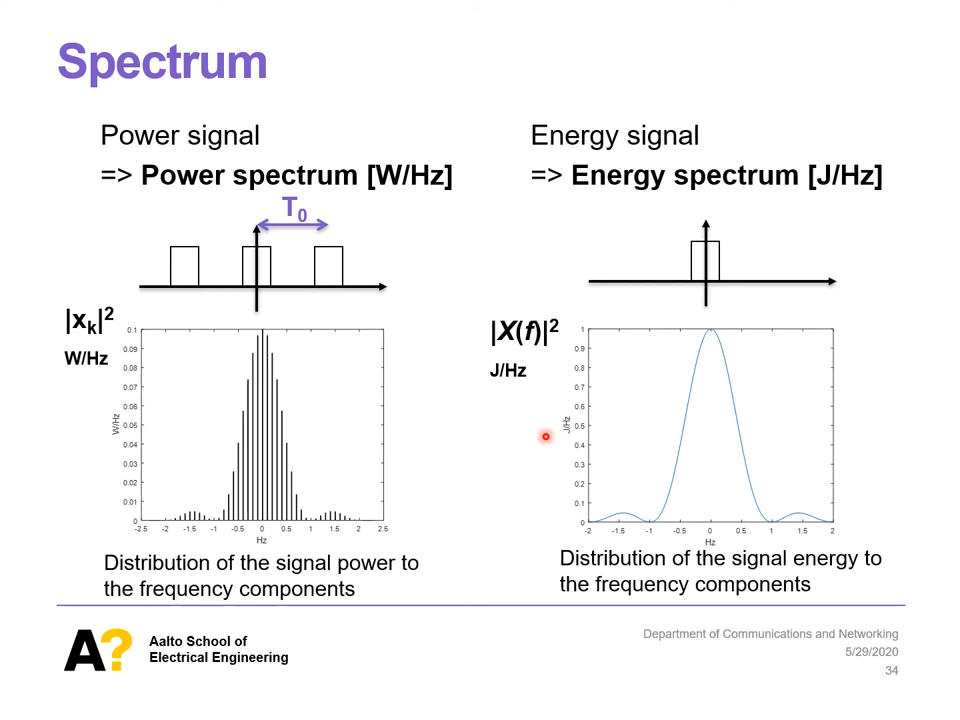 Spectrum
Power signal
=> Power spectrum [W/Hz]
T0
|xk|2
W/Hz
0.1
0.09
0.08
0.07
0.06
0.05
0.04
0.03
0.02
0.01
0
W/Hz
-2.5 -2 -1.5 -1 -0.5 0 0.5 1 1.5 2 2.5
Hz
Distribution of the signal power to
the frequency components
Energy signal
=> Energy spectrum [J/Hz]
|X(f)|2
J/Hz
1
0.9
0.8
0.7
0.6
0.5
0.4
0.3
0.2
0.1
0
J/Hz
-2 -1.5 -1 -0.5 0 0.5 1 1.5 2
Hz
Distribution of the signal energy to
the frequency components
A?
Aalto School of
Electrical Engineering
Department of Communications and Networking
5/29/2020
34